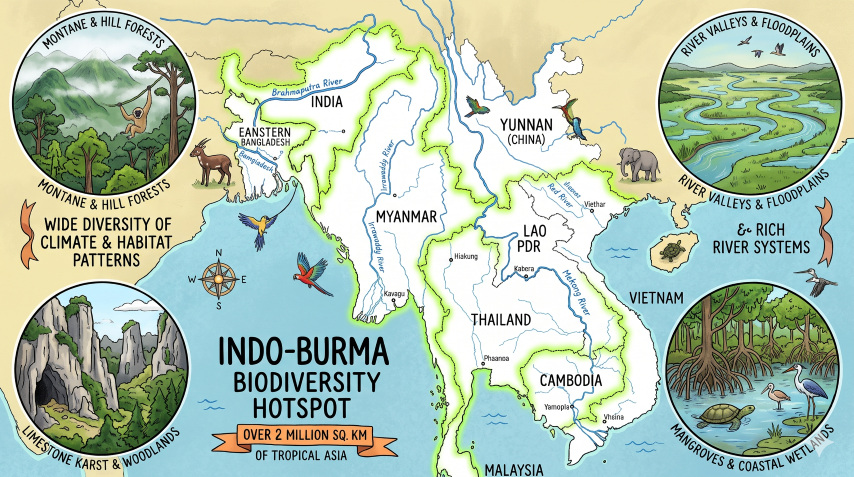 MONTANE & HILL FORESTS
MONTANE & HILL FORESTS
WIDE DIVERSITY OF
CLIMATE & HABITAT
PATTERNS
LIMESTONE KARST & WOODLANDS
N
W
E
S
INDO-BURMA
BIODIVERSITY
HOTSPOT
OVER 2 MILLION SQ. KM
OF TROPICAL ASIA
Brahmaputra River
INDIA
EANSTERN
BANGLADESH
Bangladesh
Irrawaddy River
MYANMAR
Irrawaddy River
Kavagu
YUNNAN
(CHINA)
Red River
Viethar
LAO
PDR
Hiakung
Kabera
Mekong River
THAILAND
VIETNAM
Phaanoa
CAMBODIA
Yamopla
Vheina
MALAYSIA
RIVER VALLEYS & FLOODPLAINS
RIVER VALLEYS & FLOODPLAINS
& RICH
RIVER SYSTEMS
MANGROVES & COASTAL WETLANDS